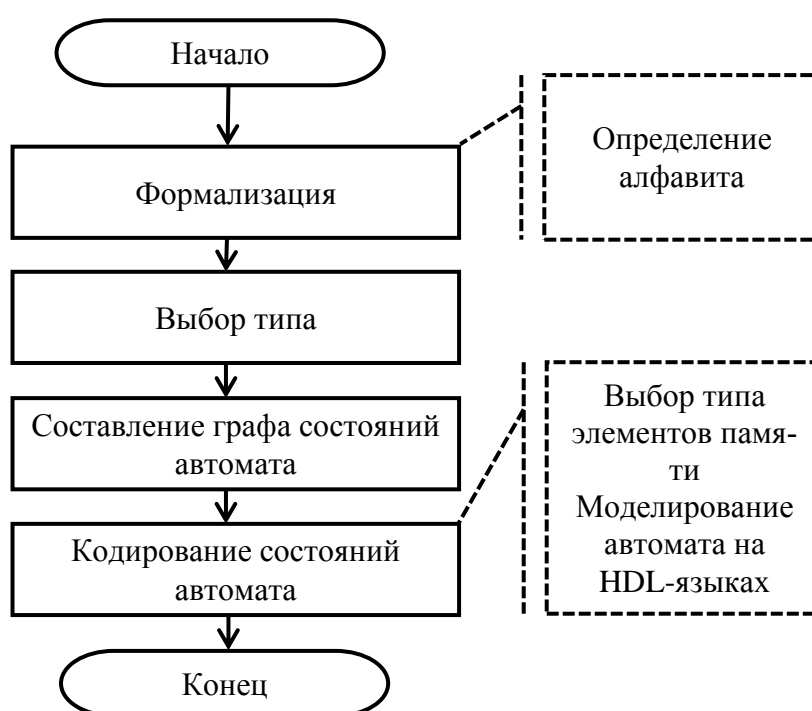 Начало
Формализация
Определение
алфавита
Выбор типа
Составление графа состояний
автомата
Кодирование состояний
автомата
Выбор типа
элементов памя-
ти
Моделирование
автомата на
HDL-языках
Конец